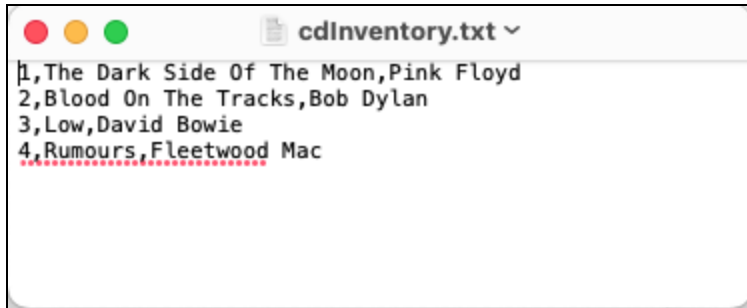 cdInventory.txt
1,The Dark Side Of The Moon,Pink Floyd
2,Blood On The Tracks,Bob Dylan
3,Low,David Bowie
4,Rumours,Fleetwood Mac